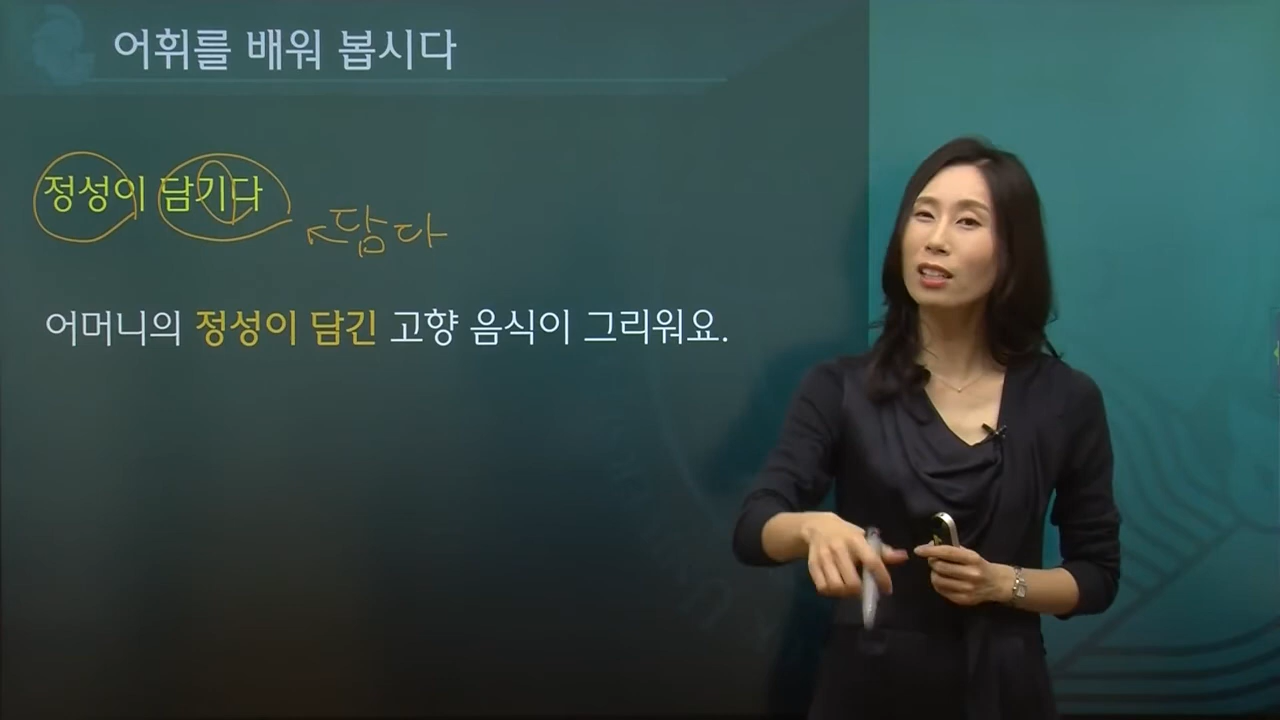 어휘를 배워 봅시다
정성이 담기다
담다
어머니의 정성이 담긴 고향 음식이 그리워요.